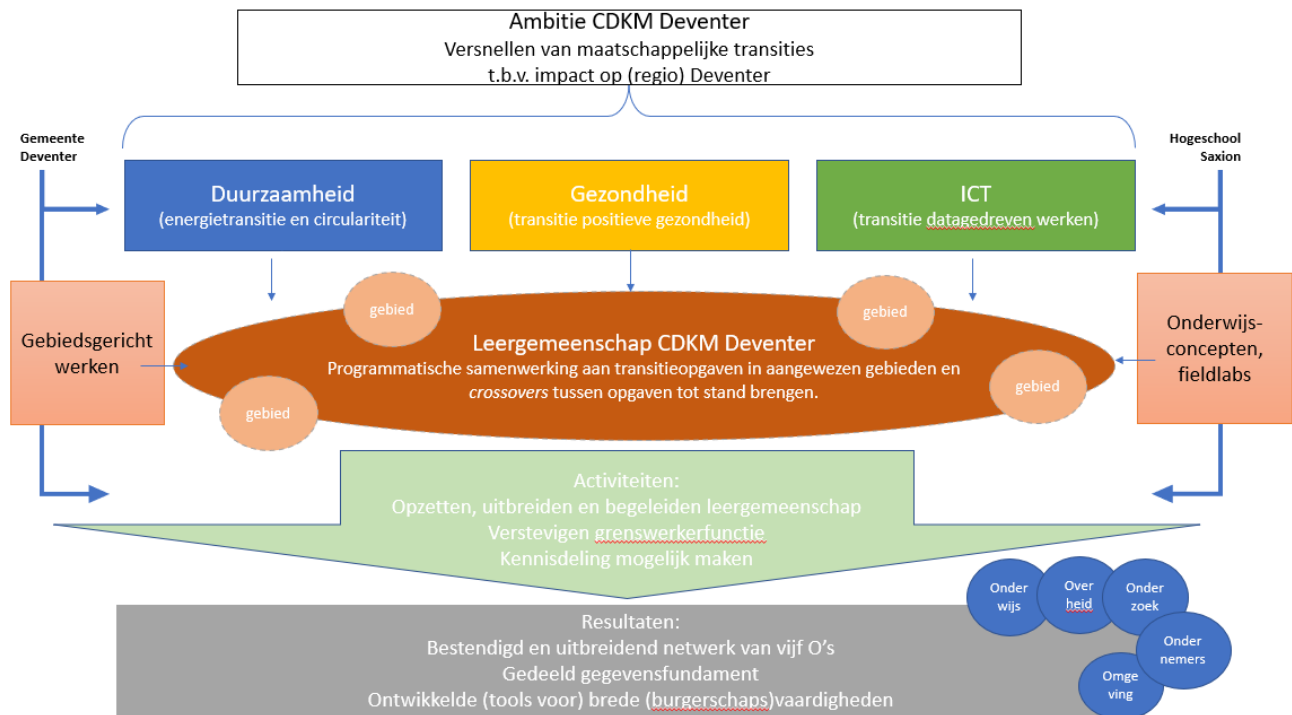 Ambitie CDKM Deventer
Versnellen van maatschappelijke transities
t.b.v. impact op (regio) Deventer
Gemeente
Deventer
Hogeschool
Saxion
Duurzaamheid
(energietransitie en circulariteit)
Gezondheid
(transitie positieve gezondheid)
ICT
(transitie datagedreven werken)
Gebiedsgericht
werken
gebied
gebied
Leergemeenschap CDKM Deventer
Programmatische samenwerking aan transitieopgaven in aangewezen gebieden en
crossovers tussen opgaven tot stand brengen.
gebied
gebied
Onderwijs-
concepten,
fieldlabs
Activiteiten:
Opzetten, uitbreiden en begeleiden leergemeenschap
Verstevigen grenswerkerfunctie
Kennisdeling mogelijk maken
Resultaten:
Bestendigd en uitbreidend netwerk van vijf O’s
Gedeeld gegevensfundament
Ontwikkelde (tools voor) brede (burgerschaps)vaardigheden
Onder
wijs
Over
heid
Onder
zoek
Onder
nemers
Omge
ving